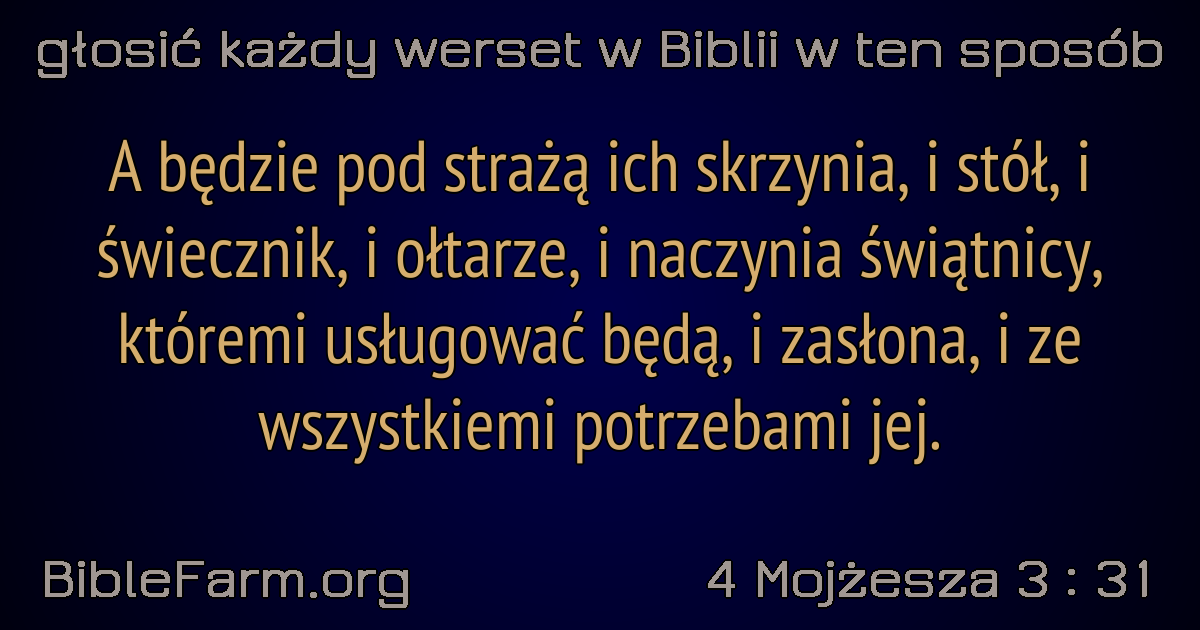 głosić każdy werset w Biblii w ten sposób
A będzie pod strażą ich skrzynia, i stół, i
świecznik, i ołtarze, i naczynia świątnicy,
któremi usługować będą, i zasłona, i ze
wszystkiemi potrzebami jej.
BibleFarm.org
4 Mojżesza 3 : 31